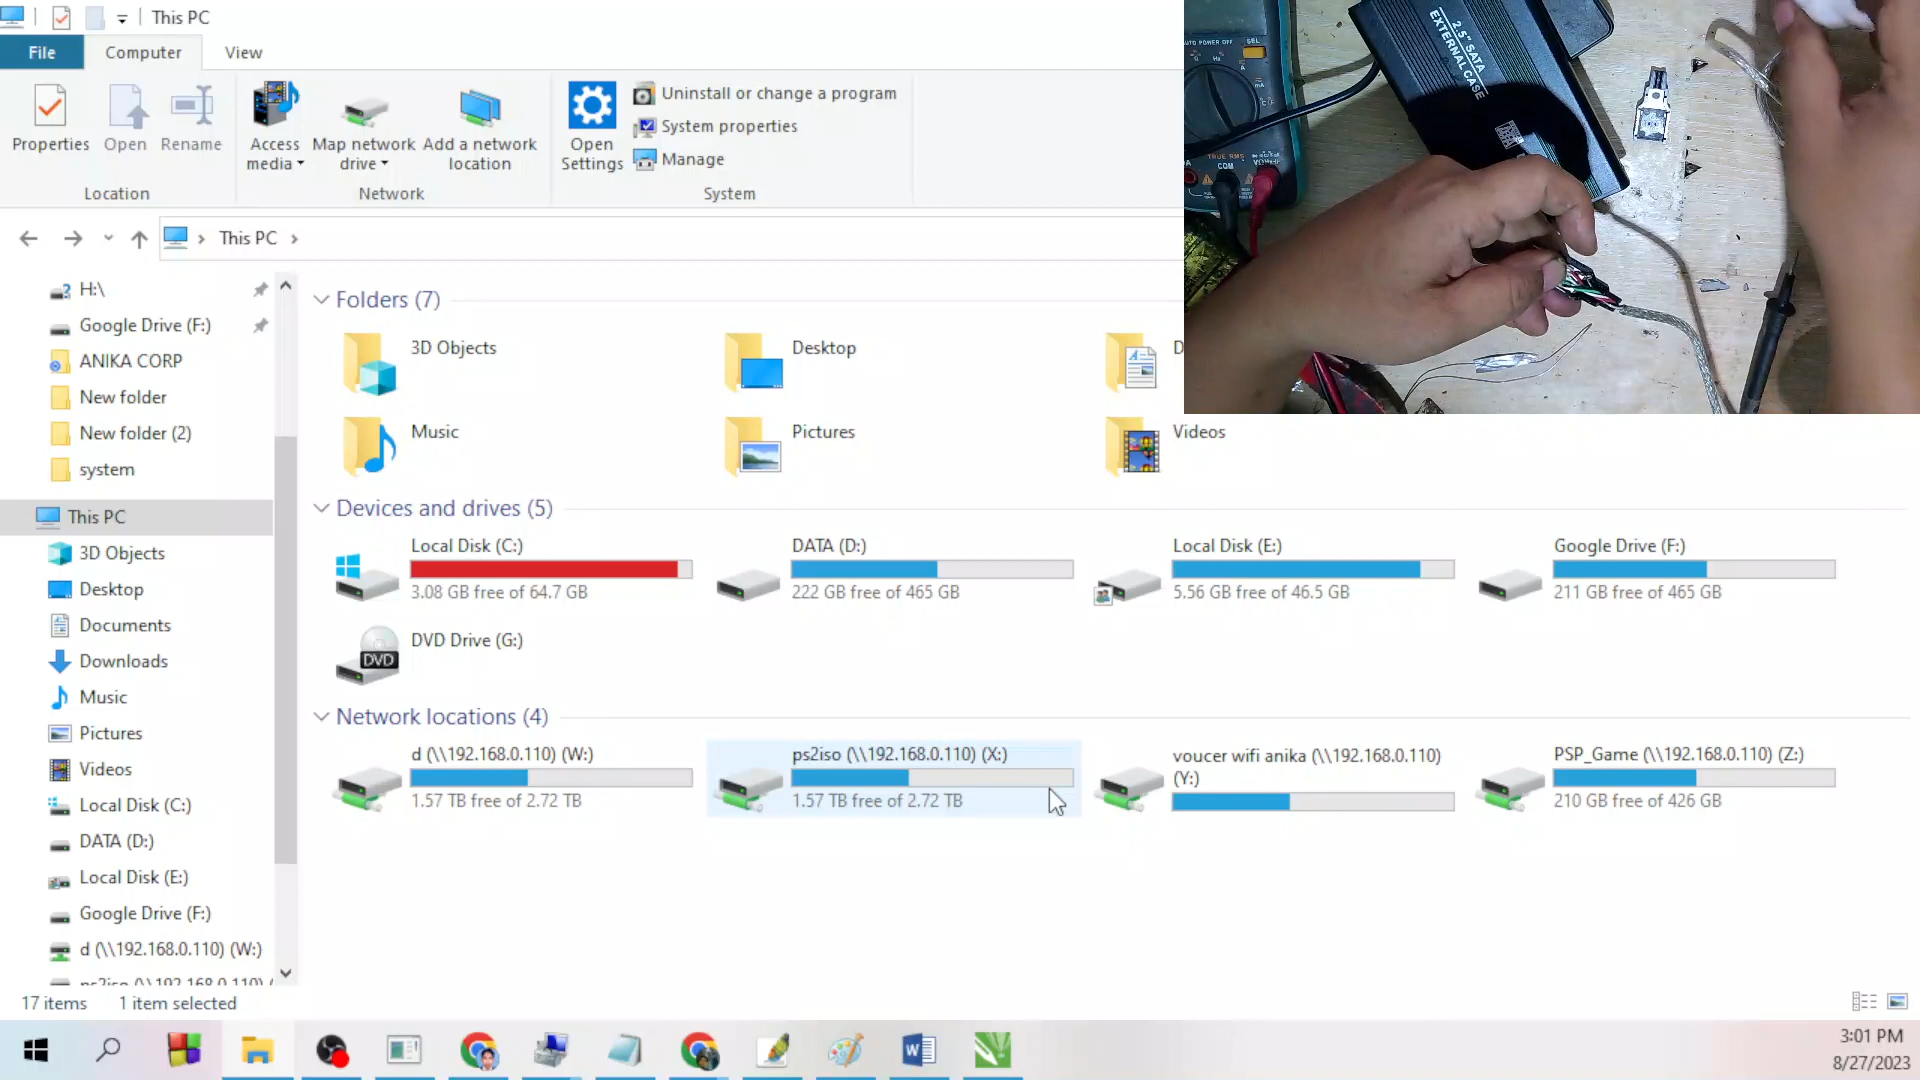 This PC
File
Computer
View
Properties
Open
Rename
Access media
Map network drive
Add a network location
Open Settings
Uninstall or change a program
System properties
Manage
Location
Network
System
This PC
H:\
Google Drive (F:)
ANIKA CORP
New folder
New folder (2)
system
This PC
3D Objects
Desktop
Documents
Downloads
Music
Pictures
Videos
Local Disk (C:)
DATA (D:)
Local Disk (E:)
Google Drive (F:)
d (\\192.168.0.110) (W:)
Folders (7)
3D Objects
Desktop
D
Music
Pictures
Videos
Devices and drives (5)
Local Disk (C:)
3.08 GB free of 64.7 GB
DATA (D:)
222 GB free of 465 GB
Local Disk (E:)
5.56 GB free of 46.5 GB
Google Drive (F:)
211 GB free of 465 GB
DVD
DVD Drive (G:)
Network locations (4)
d (\\192.168.0.110) (W:)
1.57 TB free of 2.72 TB
ps2iso (\\192.168.0.110) (X:)
1.57 TB free of 2.72 TB
voucer wifi anika (\\192.168.0.110)
(Y:)
PSP_Game (\\192.168.0.110) (Z:)
210 GB free of 426 GB
2.5" SATA
EXTERNAL CASE
AUTO POWER OFF
SEL
TRUE RMS
COM
17 items
1 item selected
3:01 PM
8/27/2023